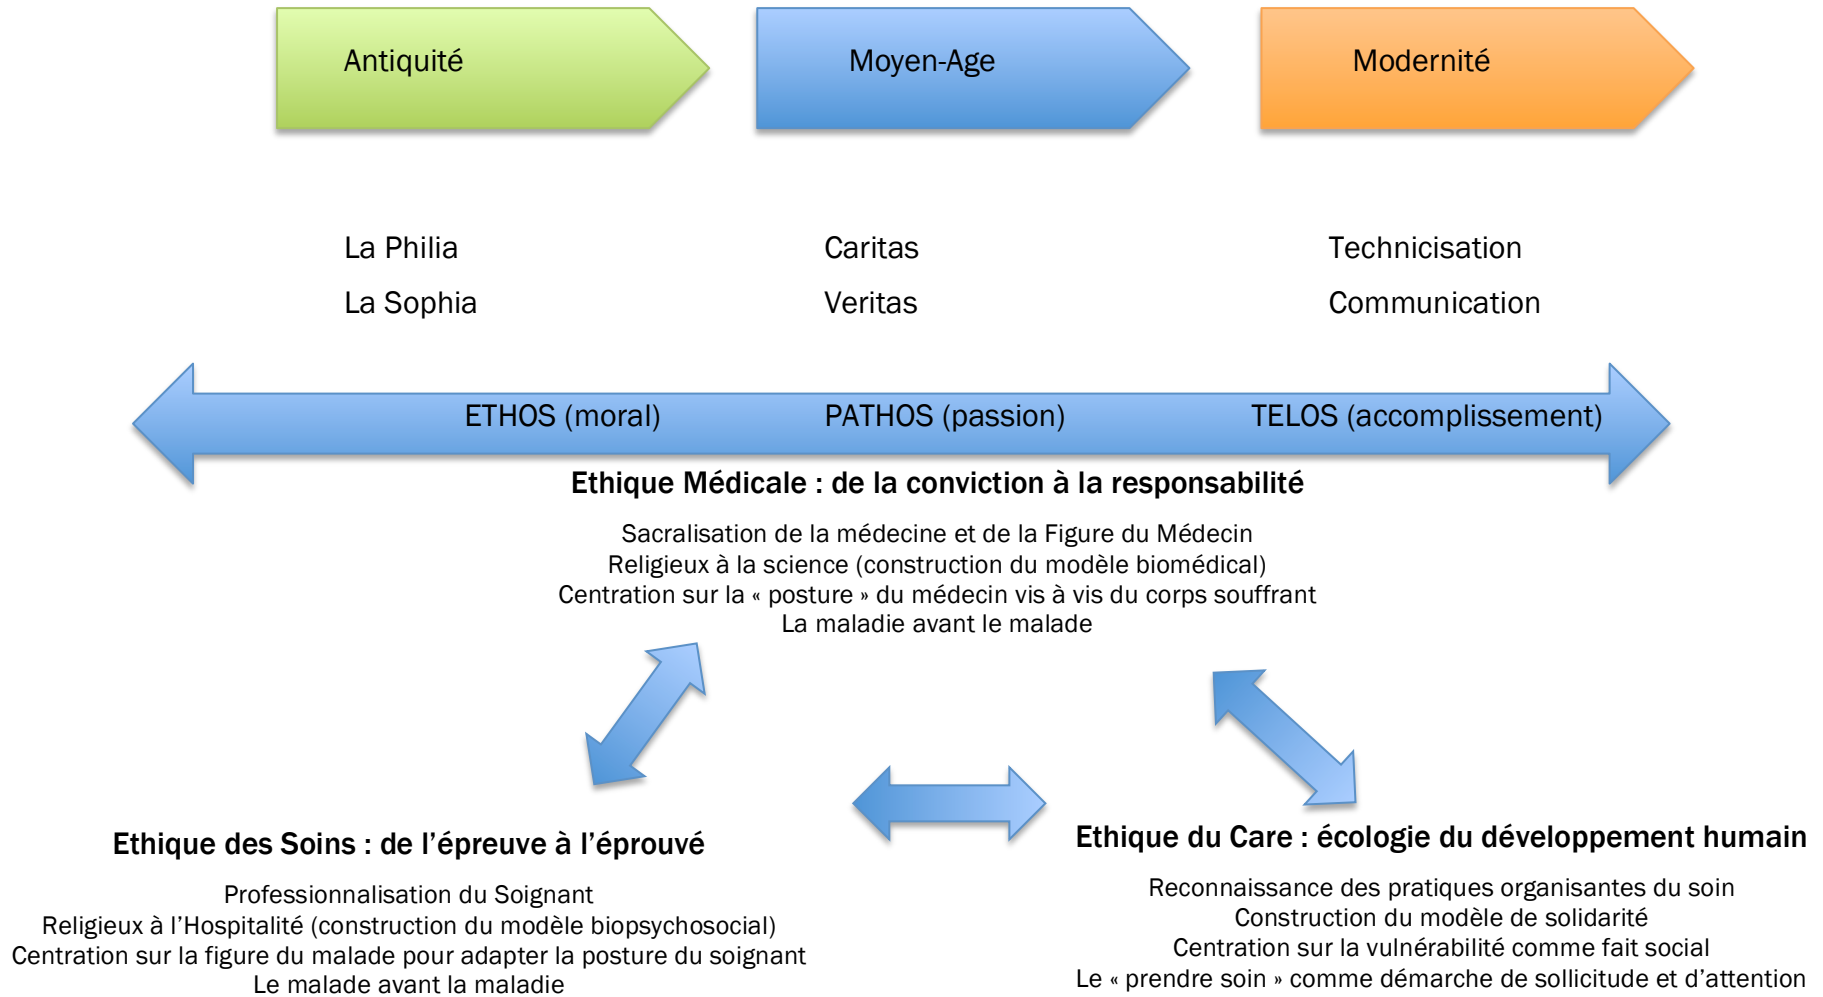 Antiquité
Moyen-Age
Modernité
La Philia
Caritas
Technicisation
La Sophia
Veritas
Communication
ETHOS (moral)
PATHOS (passion)
TELOS (accomplissement)
Ethique Médicale : de la conviction à la responsabilité
Sacralisation de la médecine et de la Figure du Médecin
Religieux à la science (construction du modèle biomédical)
Centration sur la « posture » du médecin vis à vis du corps souffrant
La maladie avant le malade
Ethique des Soins : de l’épreuve à l’éprouvé
Professionnalisation du Soignant
Religieux à l’Hospitalité (construction du modèle biopsychosocial)
Centration sur la figure du malade pour adapter la posture du soignant
Le malade avant la maladie
Ethique du Care : écologie du développement humain
Reconnaissance des pratiques organisantes du soin
Construction du modèle de solidarité
Centration sur la vulnérabilité comme fait social
Le « prendre soin » comme démarche de sollicitude et d’attention